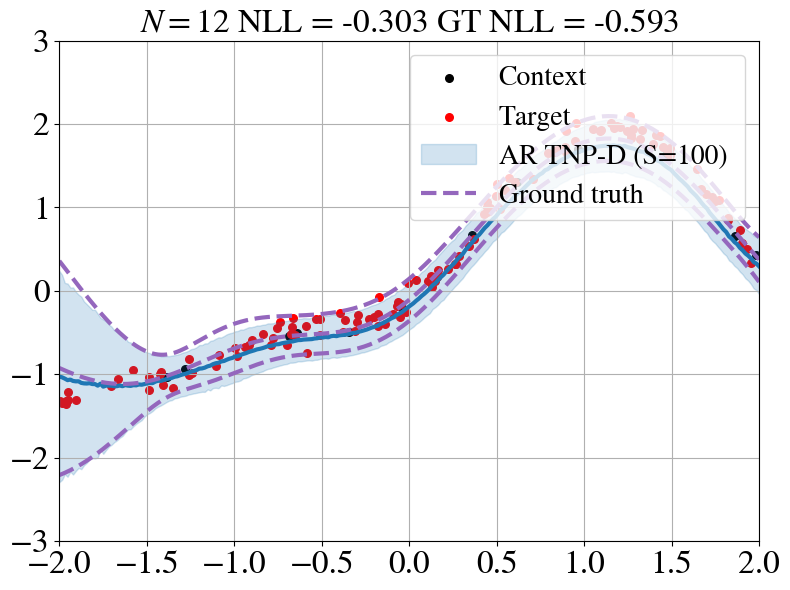 N = 12 NLL = -0.303 GT NLL = -0.593
3
2
1
0
−1
−2
−3
Context
Target
AR TNP-D (S=100)
Ground truth
−2.0 −1.5 −1.0 −0.5 0.0 0.5 1.0 1.5 2.0